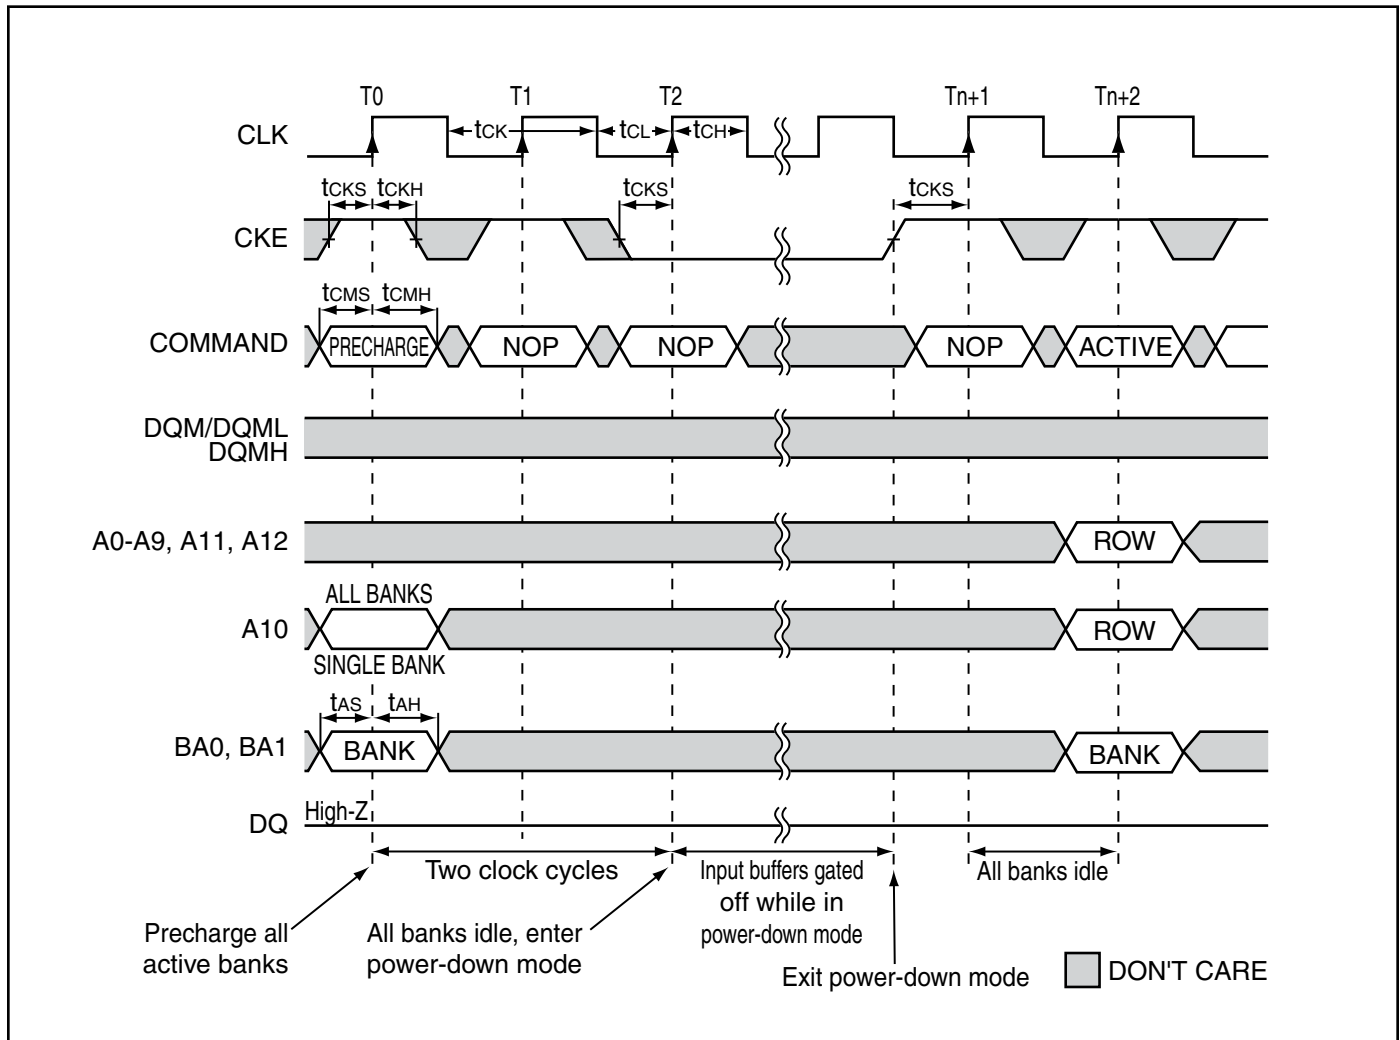 T0 T1 T2 Tn+1 Tn+2
CLK tCK tCL tCH
tCKS tCKH tCKS tCKS
CKE
tCMS tCMH
COMMAND PRECHARGE NOP NOP NOP ACTIVE
DQM/DQML
DQMH
A0-A9, A11, A12 ROW
ALL BANKS
A10 ROW
SINGLE BANK
tAS tAH
BA0, BA1 BANK BANK
DQ High-Z
Two clock cycles
Input buffers gated
off while in
power-down mode
All banks idle
Precharge all
active banks
All banks idle, enter
power-down mode
Exit power-down mode
DON'T CARE